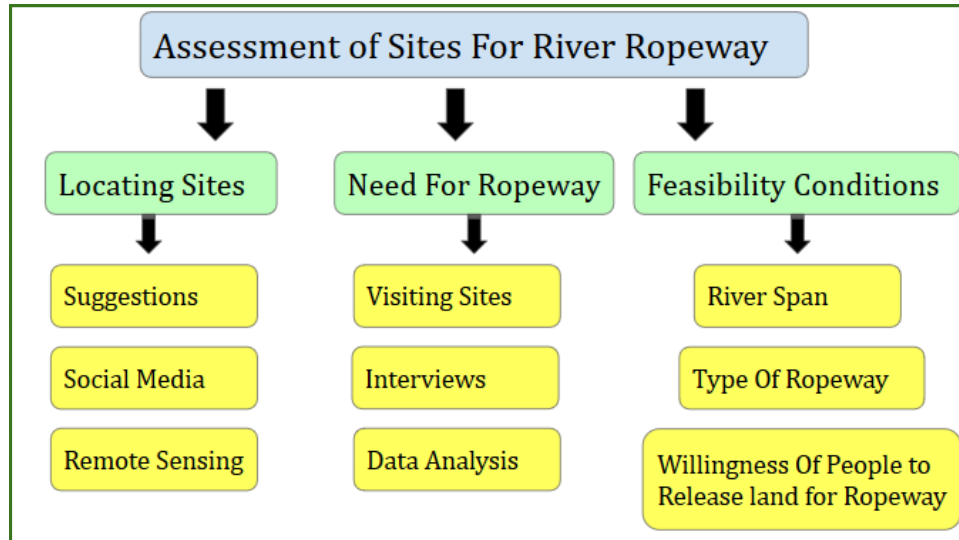 Assessment of Sites For River Ropeway
Locating Sites
Suggestions
Social Media
Remote Sensing
Need For Ropeway
Visiting Sites
Interviews
Data Analysis
Feasibility Conditions
River Span
Type Of Ropeway
Willingness Of People to
Release land for Ropeway